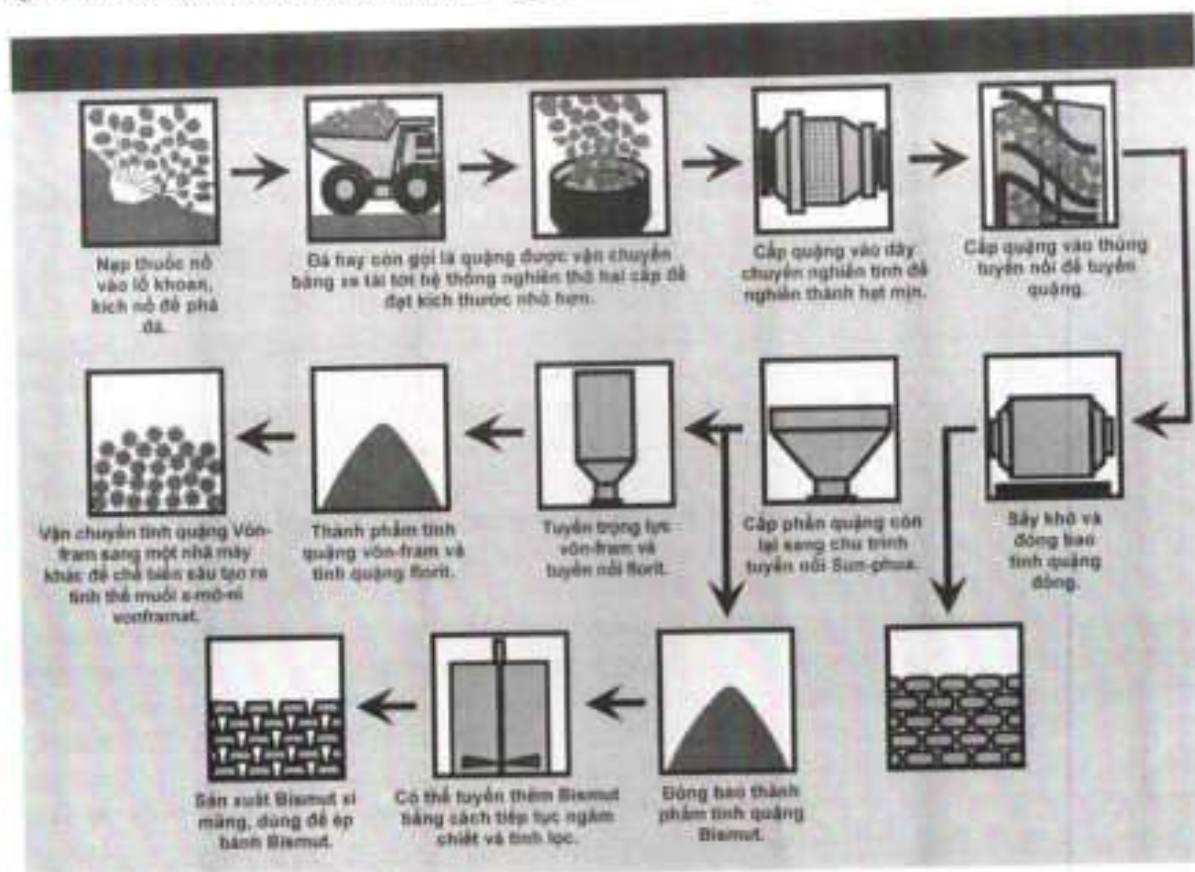 Nạp thuốc nổ
vào lỗ khoan,
kích nổ để phá
đá.
Đá hay còn gọi là quặng được vận chuyển
bằng xe tải tới hệ thống nghiền thô hai cấp để
đạt kích thước nhỏ hơn.
Cấp quặng vào dây
chuyền nghiền tinh để
nghiền thành hạt mịn.
Cấp quặng vào thùng
tuyển nổi để tuyển
quặng.
Vận chuyển tinh quặng Vôn-
fram sang một nhà máy
khác để chế biến sâu tạo ra
tinh thể muối a-mô-ni
vonframat.
Thành phẩm tinh
quặng vôn-fram và
tinh quặng florit.
Tuyển trọng lực
vôn-fram và
tuyển nổi florit.
Cấp phần quặng còn
lại sang chu trình
tuyển nổi Sun-phua.
Sấy khô và
đóng bao
tinh quặng
đồng.
Sản xuất Bismut xi
măng, dùng để ép
bánh Bismut.
Có thể tuyển thêm Bismut
bằng cách tiếp tục ngâm
chiết và tinh lọc.
Đóng bao thành
phẩm tinh quặng
Bismut.